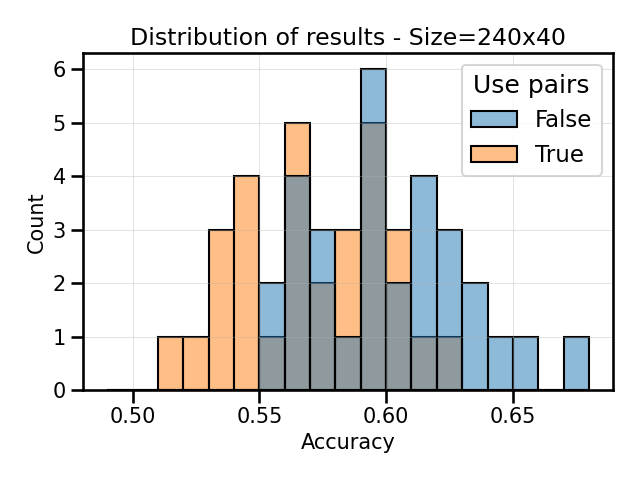 Distribution of results - Size=240x40
Use pairs
False
True
Count
6
5
4
3
2
1
0
0.50 0.55 0.60 0.65
Accuracy